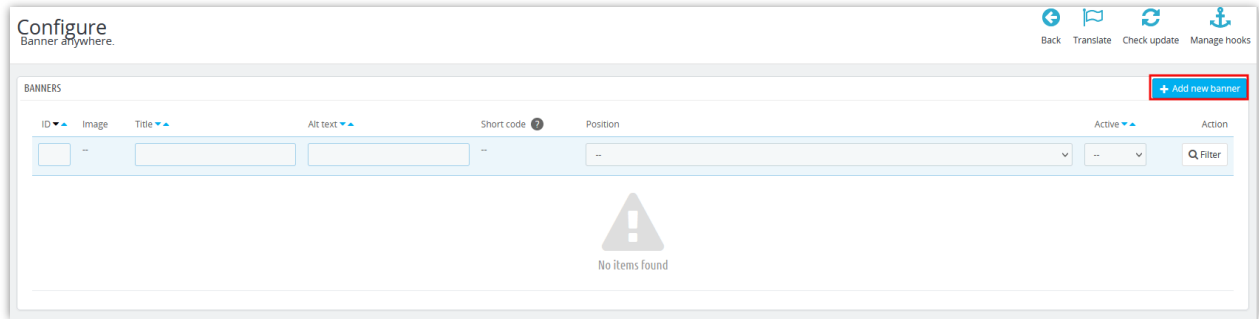 Configure
Banner anywhere.
Back Translate Check update Manage hooks
BANNERS
+ Add new banner
ID Image Title Alt text Short code ? Position Active Action
-- -- -- -- Filter
No items found